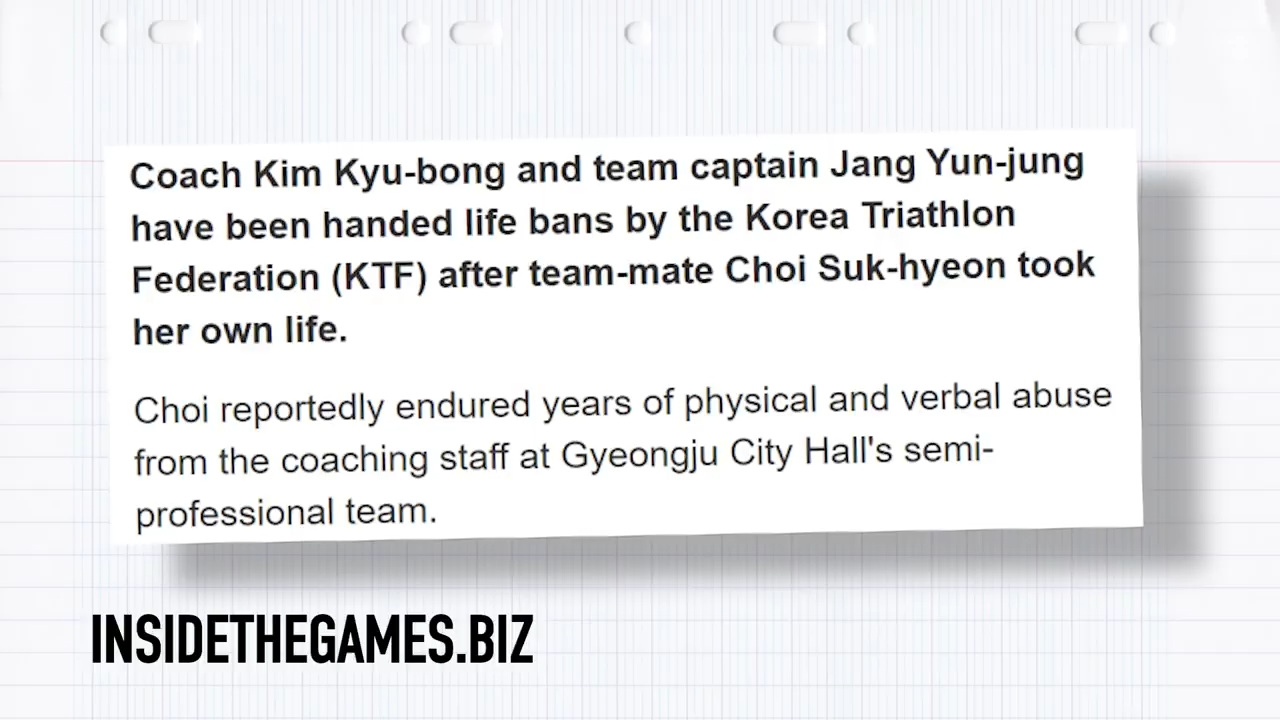 Coach Kim Kyu-bong and team captain Jang Yun-jung
have been handed life bans by the Korea Triathlon
Federation (KTF) after team-mate Choi Suk-hyeon took
her own life.
Choi reportedly endured years of physical and verbal abuse
from the coaching staff at Gyeongju City Hall's semi-
professional team.
INSIDETHEGAMES.BIZ